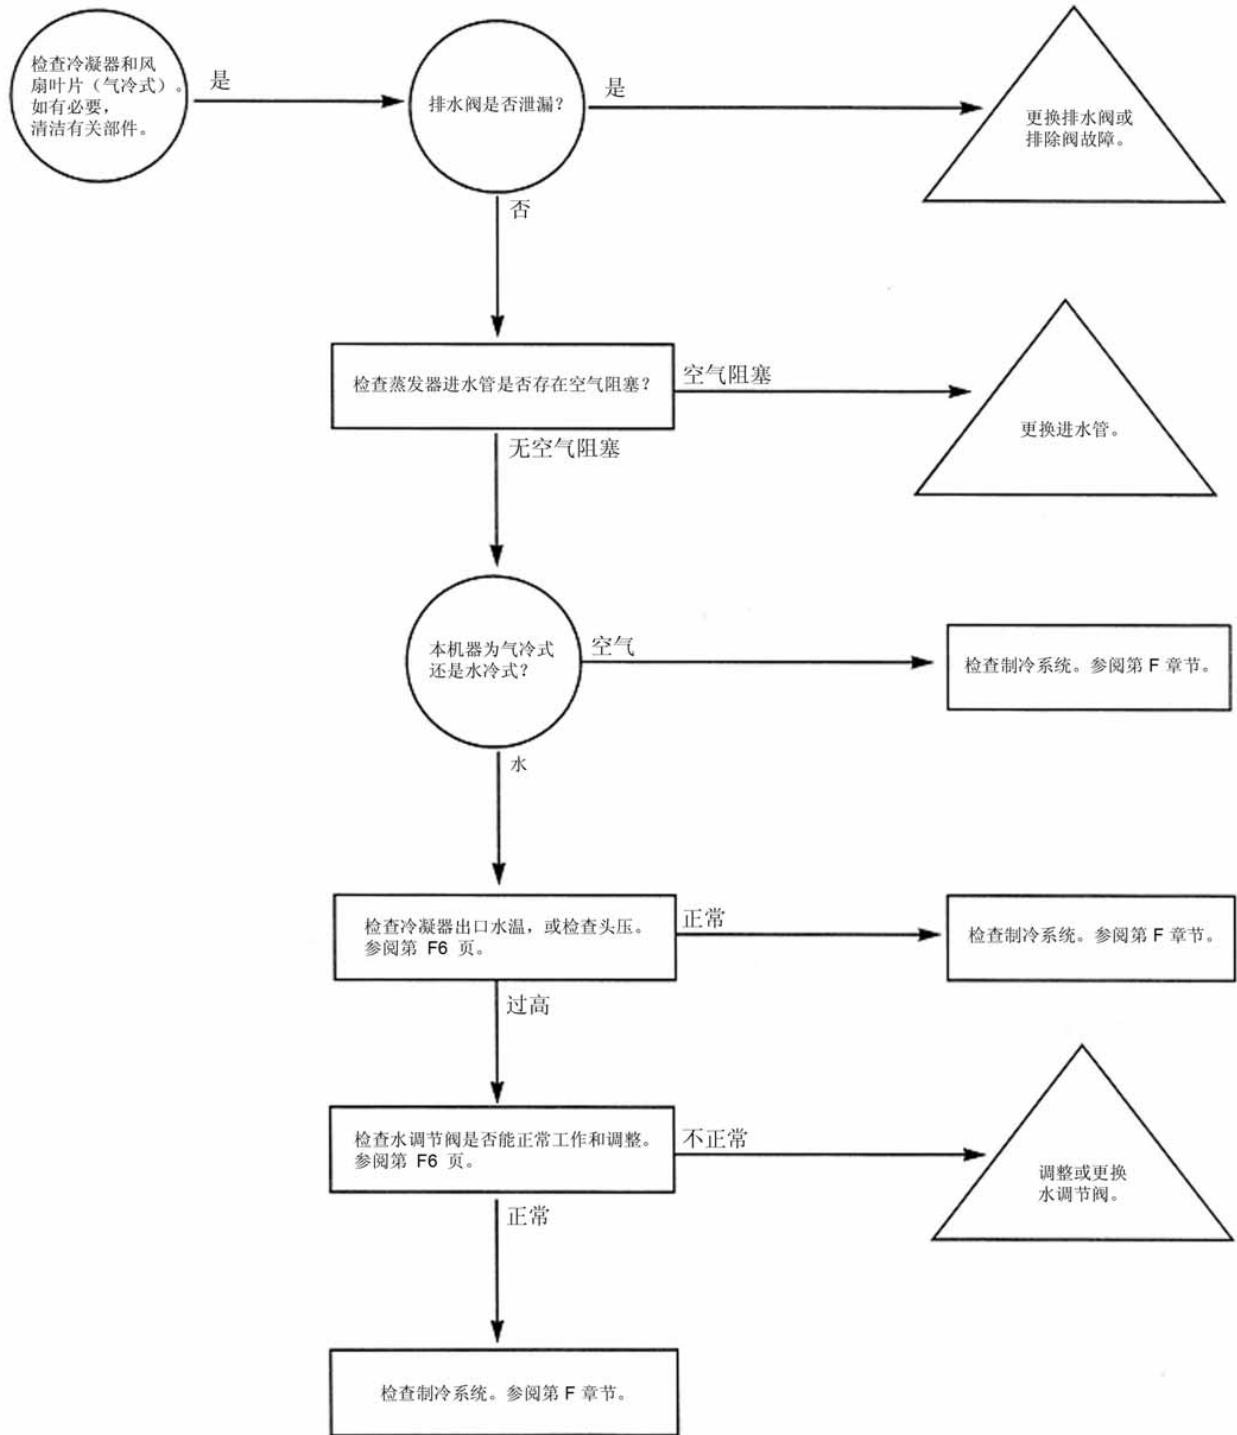 检查冷凝器和风
扇叶片（气冷式）。
如有必要，
清洁有关部件。
是
排水阀是否泄漏？
是
更换排水阀或
排除阀故障。
否
检查蒸发器进水管是否存在空气阻塞？
空气阻塞
更换进水管。
无空气阻塞
本机器为气冷式
还是水冷式？
空气
检查制冷系统。参阅第 F 章节。
水
检查冷凝器出口水温，或检查头压。
参阅第 F6 页。
正常
检查制冷系统。参阅第 F 章节。
过高
检查水调节阀是否能正常工作和调整。
参阅第 F6 页。
不正常
调整或更换
水调节阀。
正常
检查制冷系统。参阅第 F 章节。